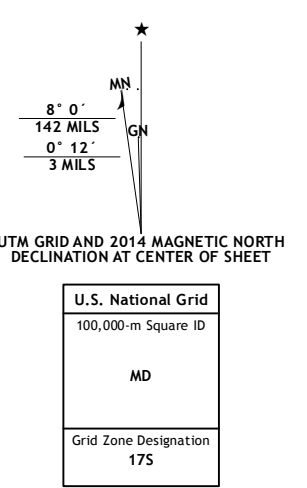 ★
MN
8° 0´
142 MILS
GN
0° 12´
3 MILS
UTM GRID AND 2014 MAGNETIC NORTH
DECLINATION AT CENTER OF SHEET
U.S. National Grid
100,000-m Square ID
MD
Grid Zone Designation
17S